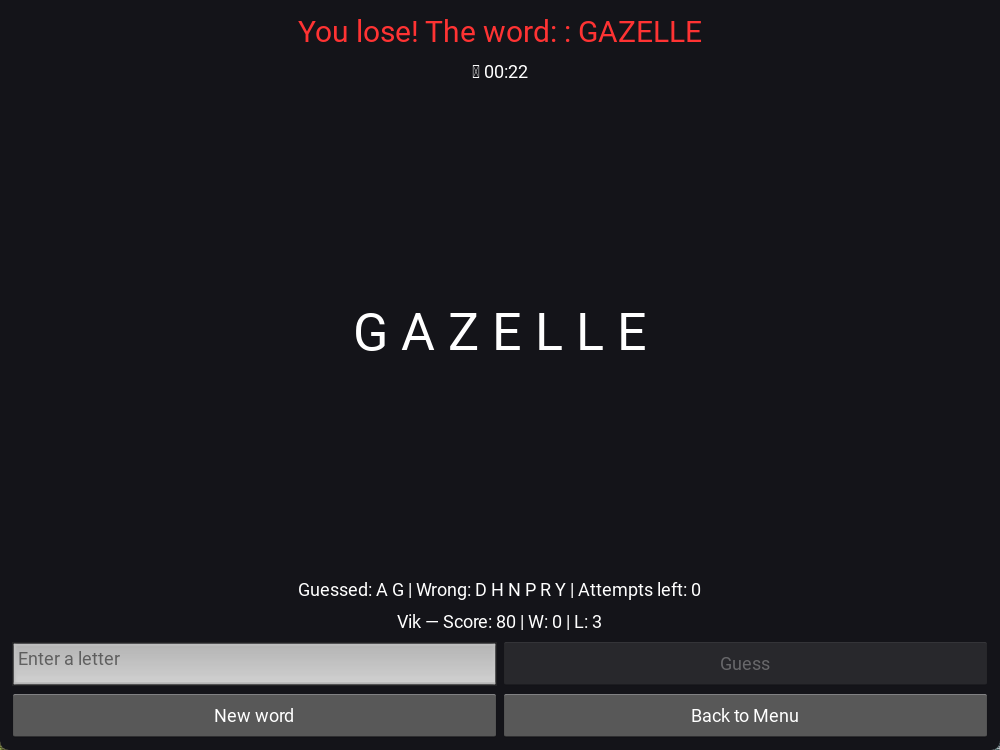 You lose! The word: : GAZELLE
00:22
G A Z E L L E
Guessed: A G | Wrong: D H N P R Y | Attempts left: 0
Vik — Score: 80 | W: 0 | L: 3
Enter a letter
Guess
New word
Back to Menu